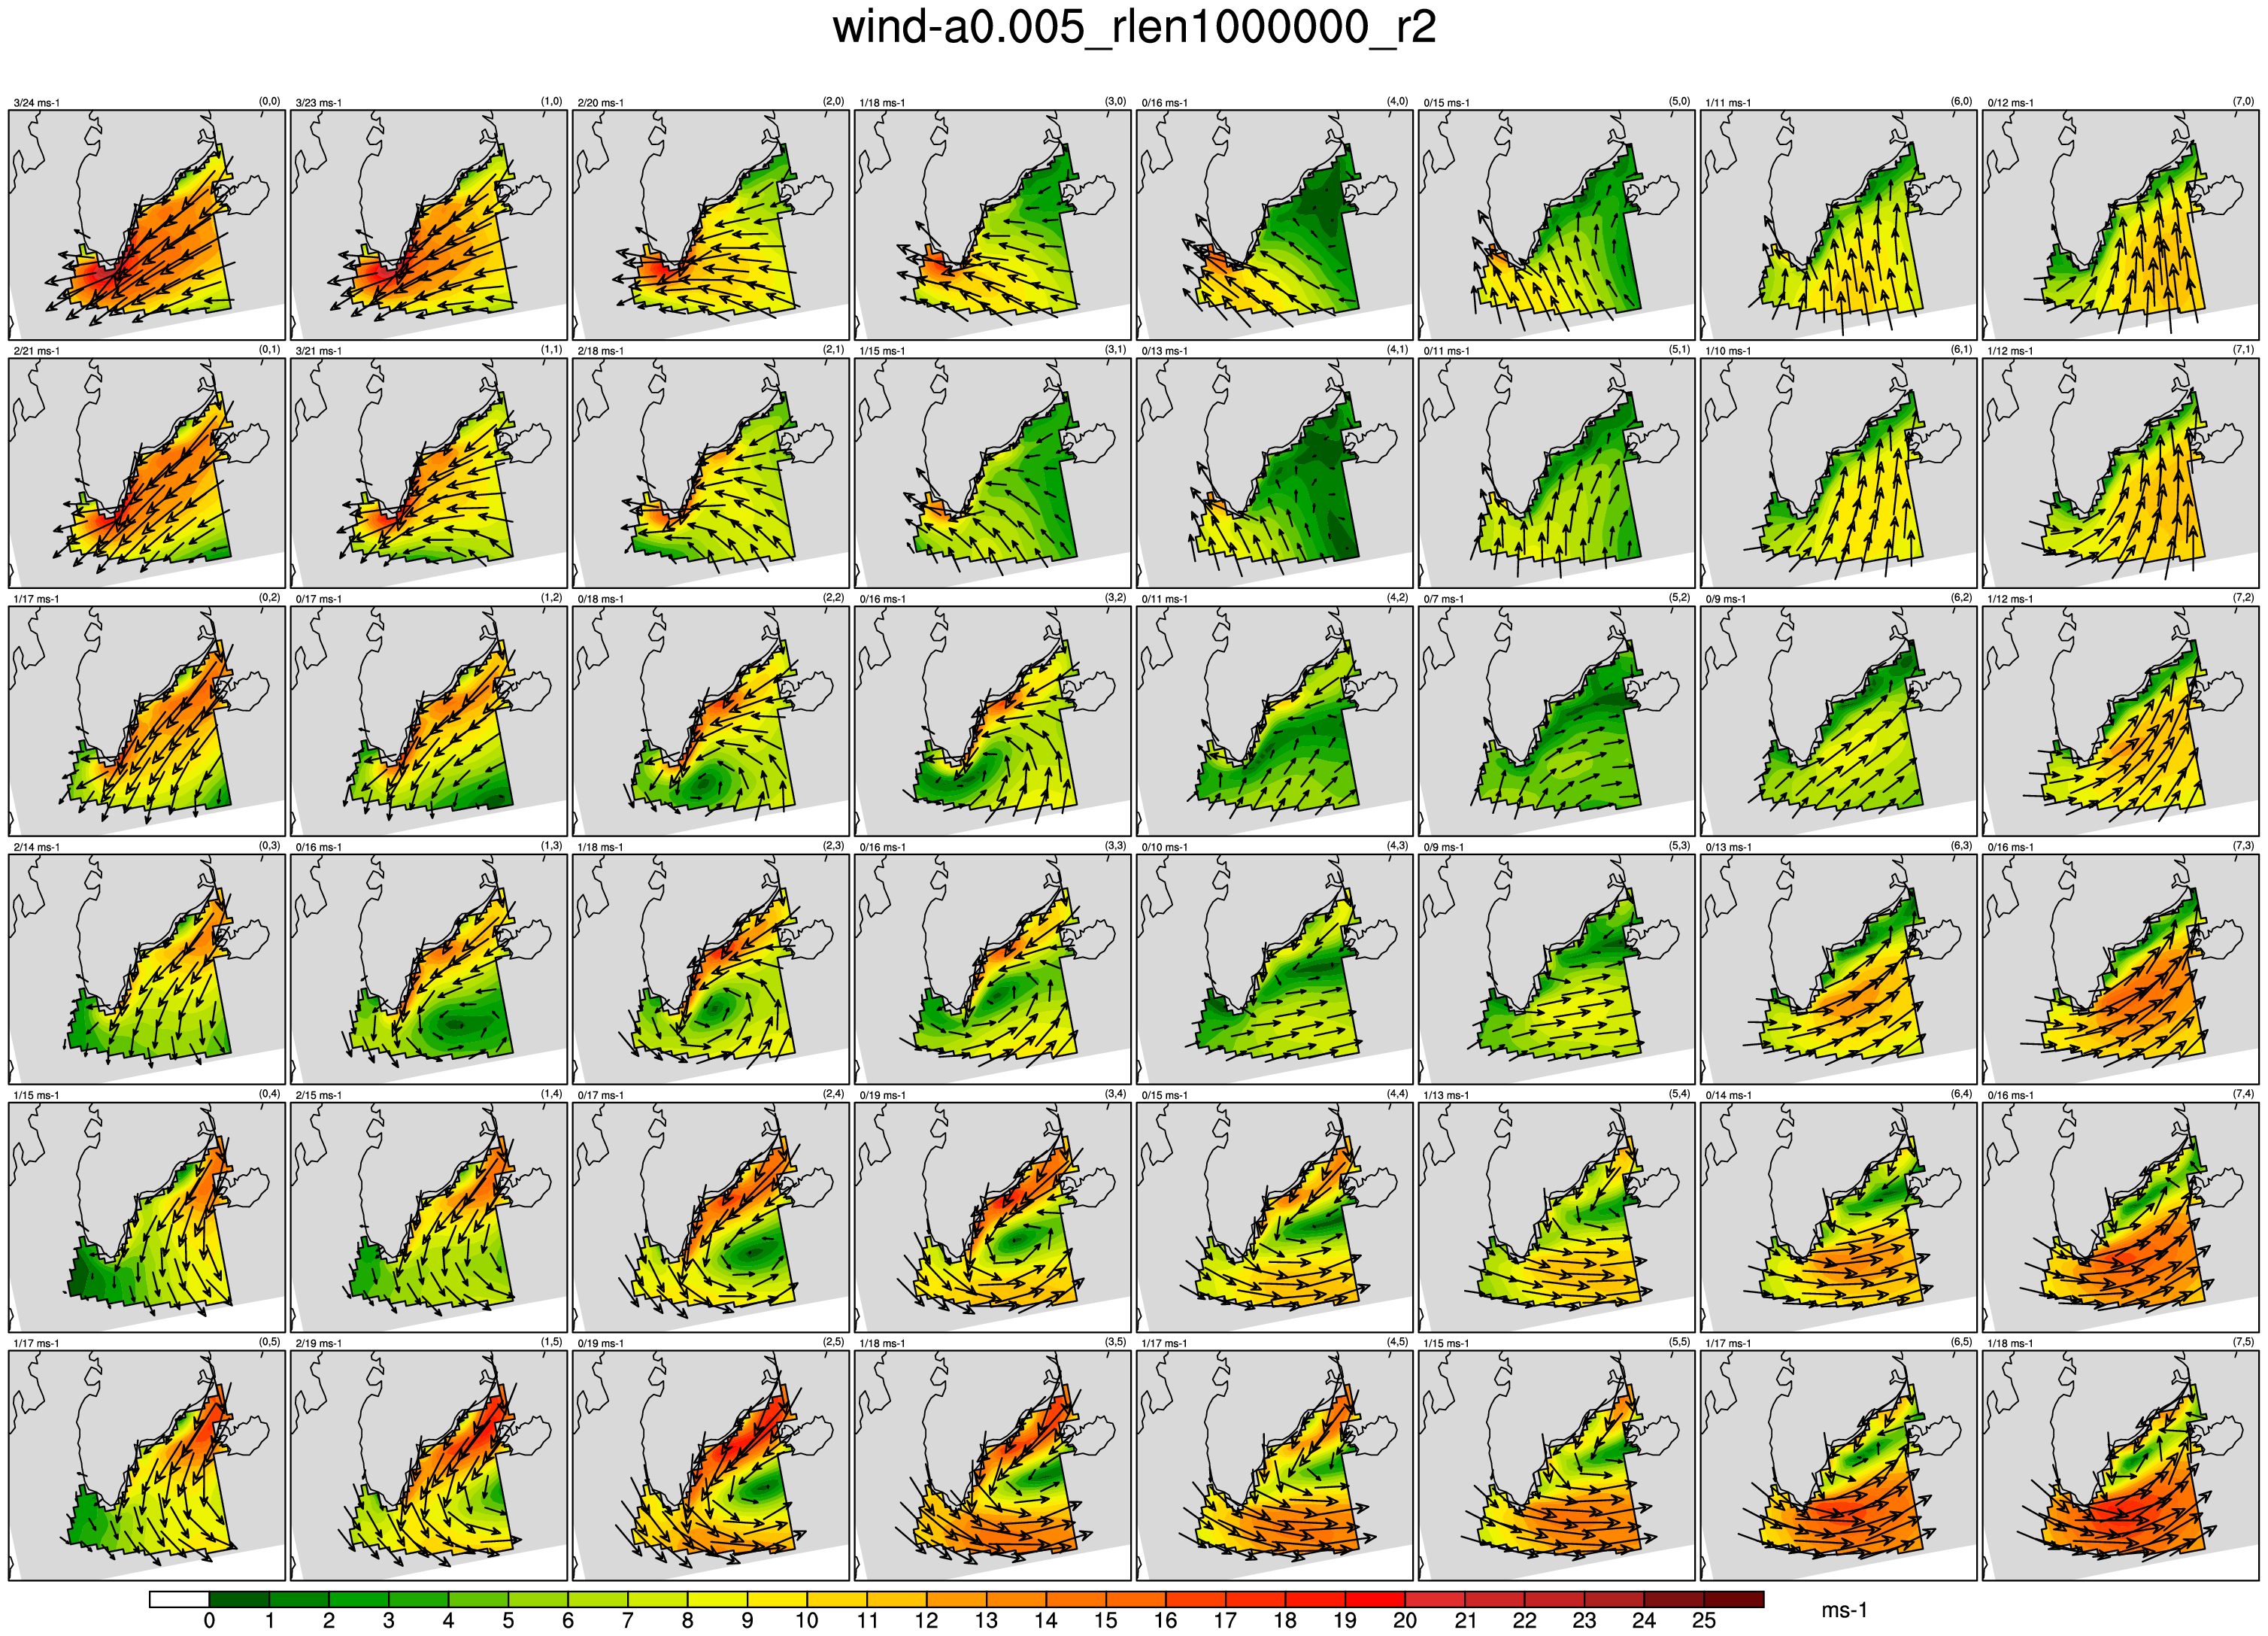 wind-a0.005_rlen1000000_r2
3/24 ms-1 (0,0) 3/23 ms-1 (1,0) 2/20 ms-1 (2,0) 1/18 ms-1 (3,0) 0/16 ms-1 (4,0) 0/15 ms-1 (5,0) 1/11 ms-1 (6,0) 0/12 ms-1 (7,0)
2/21 ms-1 (0,1) 3/21 ms-1 (1,1) 2/18 ms-1 (2,1) 1/15 ms-1 (3,1) 0/13 ms-1 (4,1) 0/11 ms-1 (5,1) 1/10 ms-1 (6,1) 1/12 ms-1 (7,1)
1/17 ms-1 (0,2) 0/17 ms-1 (1,2) 0/18 ms-1 (2,2) 0/16 ms-1 (3,2) 0/11 ms-1 (4,2) 0/7 ms-1 (5,2) 0/9 ms-1 (6,2) 1/12 ms-1 (7,2)
2/14 ms-1 (0,3) 0/16 ms-1 (1,3) 1/18 ms-1 (2,3) 0/16 ms-1 (3,3) 0/10 ms-1 (4,3) 0/9 ms-1 (5,3) 0/13 ms-1 (6,3) 0/16 ms-1 (7,3)
1/15 ms-1 (0,4) 2/15 ms-1 (1,4) 0/17 ms-1 (2,4) 0/19 ms-1 (3,4) 0/15 ms-1 (4,4) 1/13 ms-1 (5,4) 0/14 ms-1 (6,4) 0/16 ms-1 (7,4)
1/17 ms-1 (0,5) 2/19 ms-1 (1,5) 0/19 ms-1 (2,5) 1/18 ms-1 (3,5) 1/17 ms-1 (4,5) 1/15 ms-1 (5,5) 1/17 ms-1 (6,5) 1/18 ms-1 (7,5)
0 1 2 3 4 5 6 7 8 9 10 11 12 13 14 15 16 17 18 19 20 21 22 23 24 25 ms-1